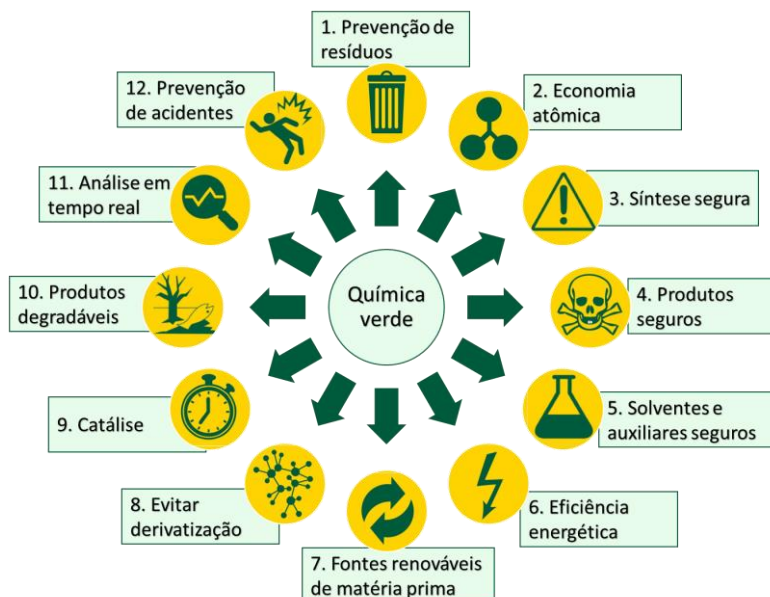 1. Prevenção de
resíduos
2. Economia
atômica
3. Síntese segura
4. Produtos
seguros
5. Solventes e
auxiliares seguros
6. Eficiência
energética
7. Fontes renováveis
de matéria prima
8. Evitar
derivatização
9. Catálise
10. Produtos
degradáveis
11. Análise em
tempo real
12. Prevenção
de acidentes
Química
verde